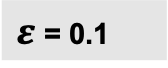 ε = 0.1